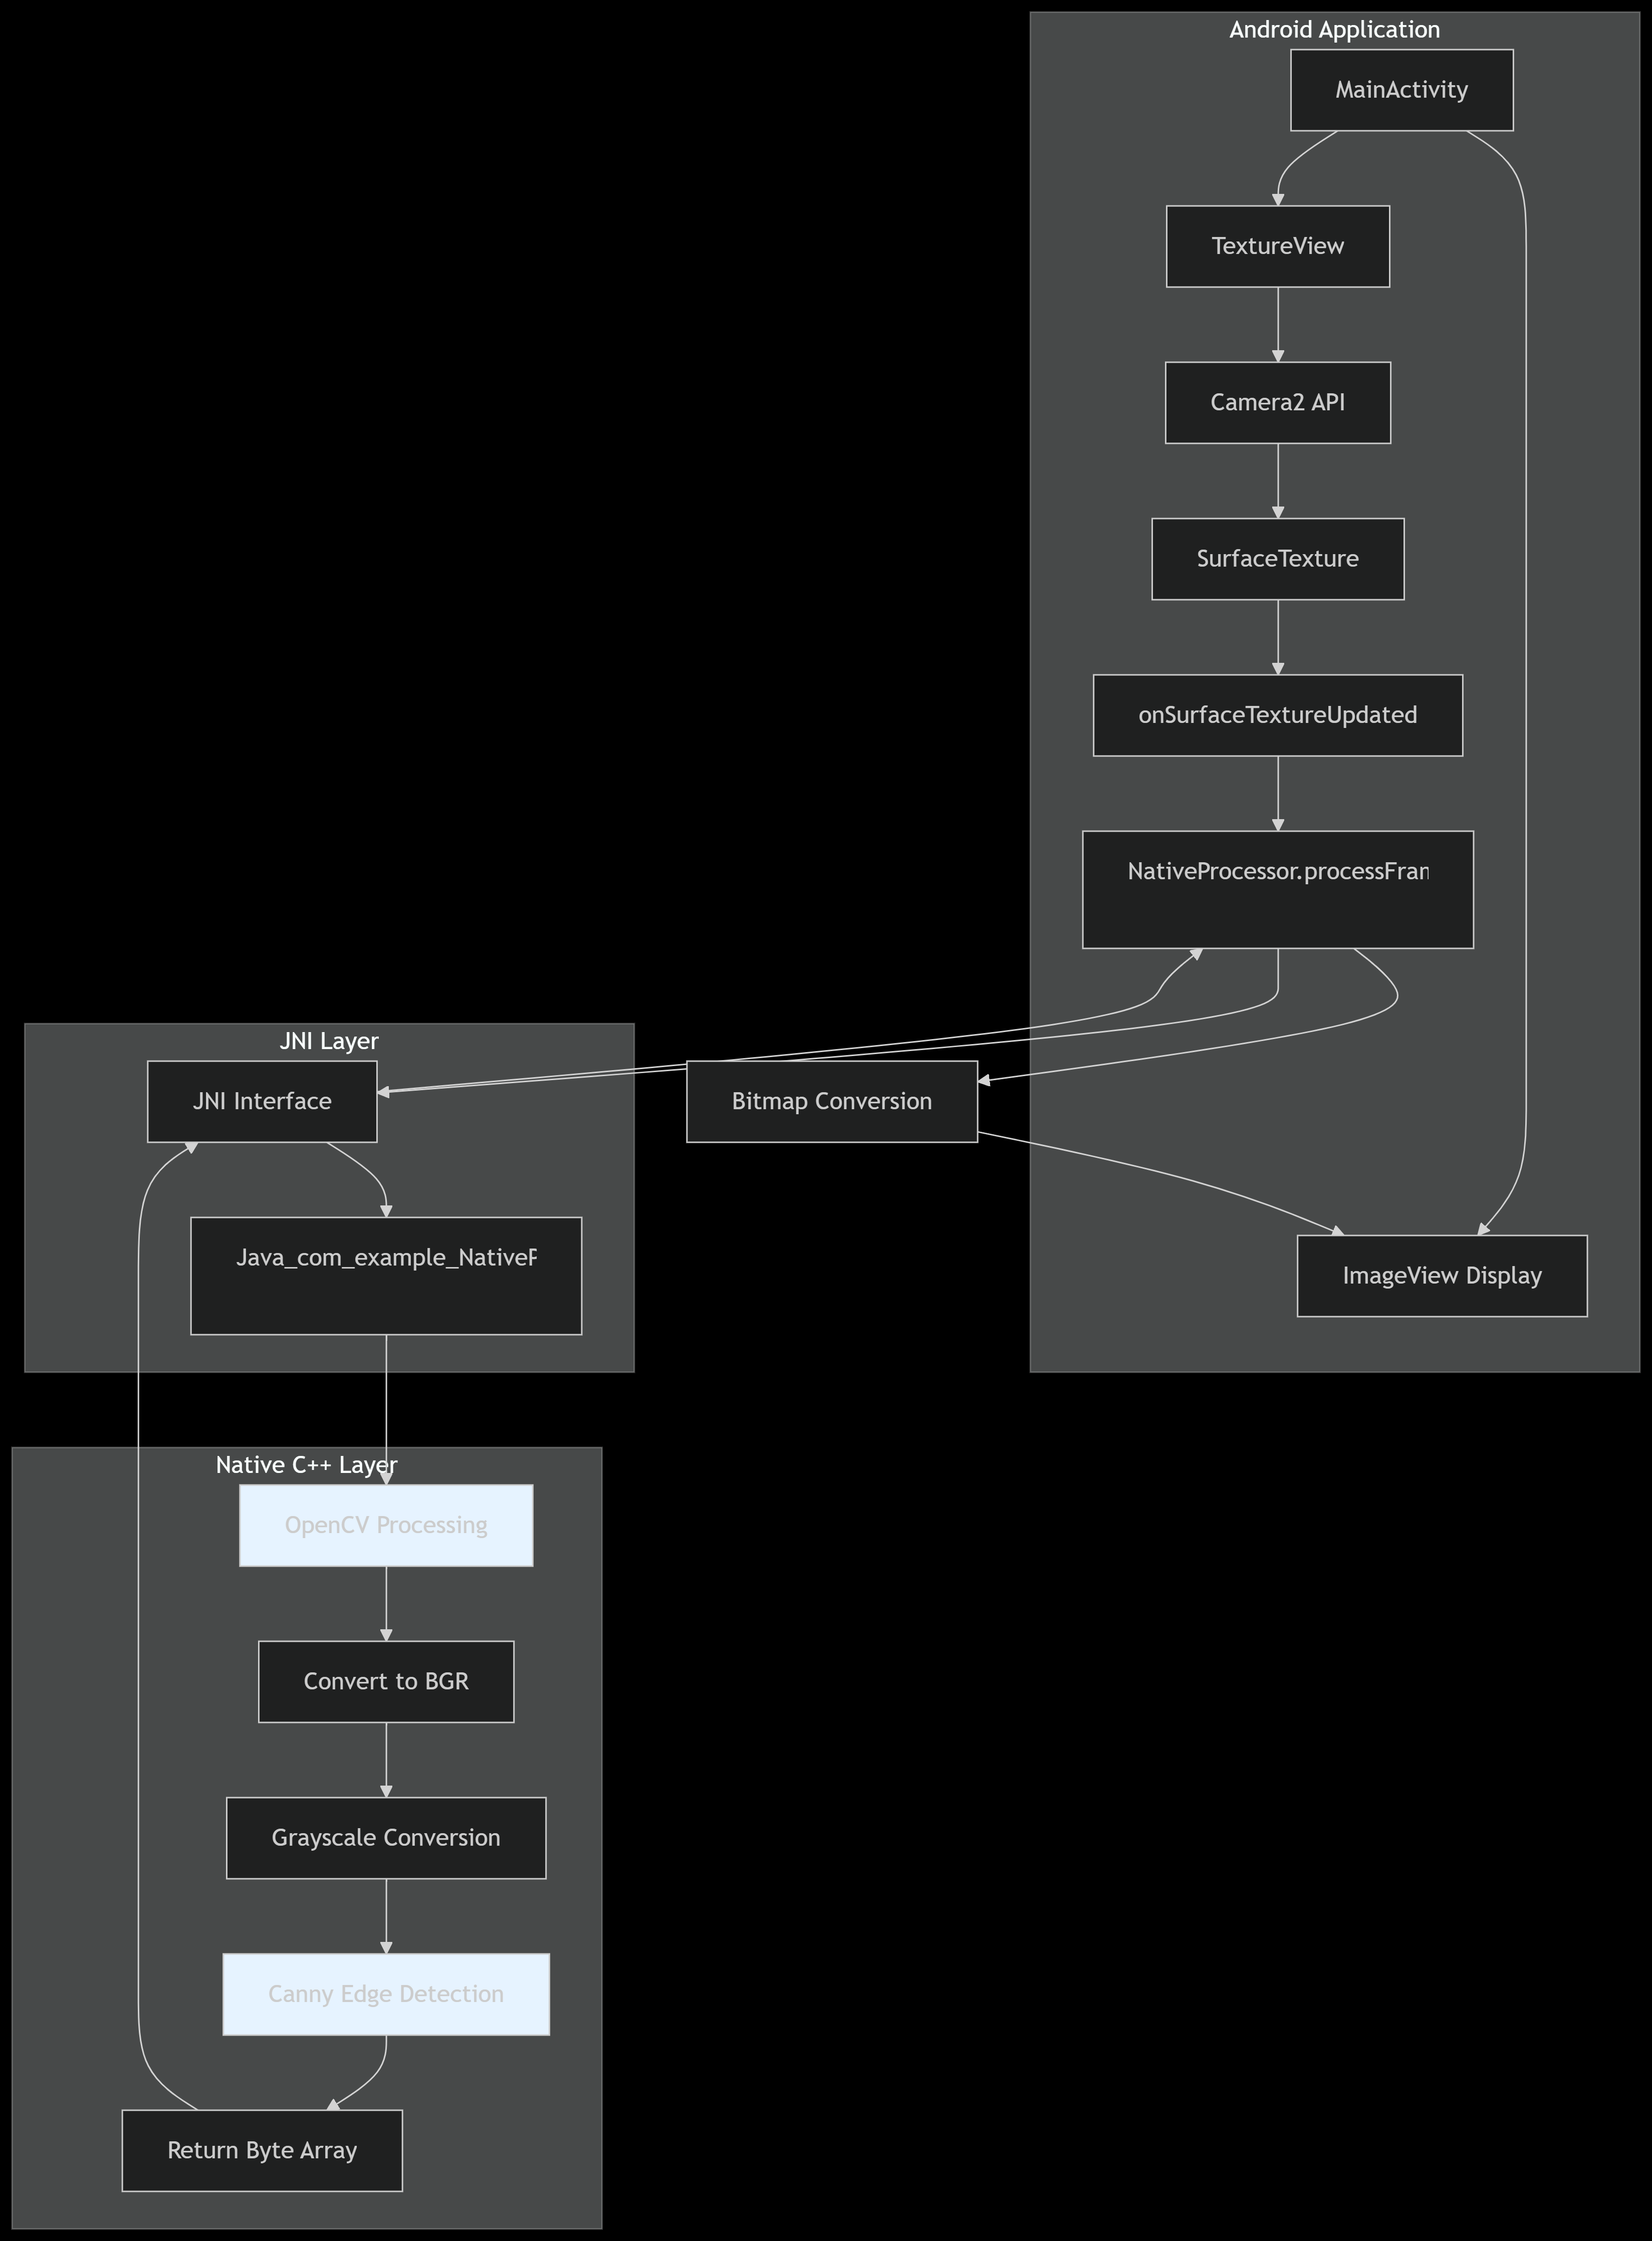 Android Application
MainActivity
TextureView
Camera2 API
SurfaceTexture
onSurfaceTextureUpdated
NativeProcessor.processFran
JNI Layer
JNI Interface
Bitmap Conversion
Java_com_example_NativeP
ImageView Display
Native C++ Layer
OpenCV Processing
Convert to BGR
Grayscale Conversion
Canny Edge Detection
Return Byte Array